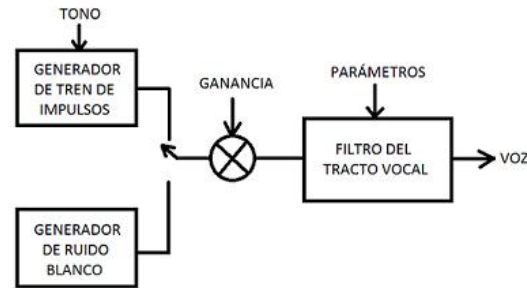 TONO
GENERADOR
DE TREN DE
IMPULSOS
GANANCIA
PARÁMETROS
FILTRO DEL
TRACTO VOCAL
VOZ
GENERADOR
DE RUIDO
BLANCO